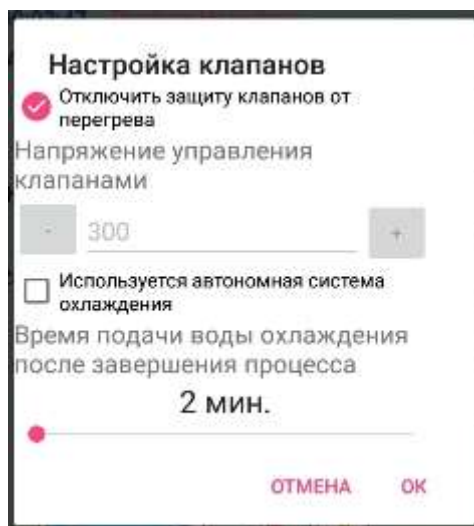 Настройка клапанов
Отключить защиту клапанов от
перегрева
Напряжение управления
клапанами
- 300 +
Используется автономная система
охлаждения
Время подачи воды охлаждения
после завершения процесса
2 мин.
ОТМЕНА ОК